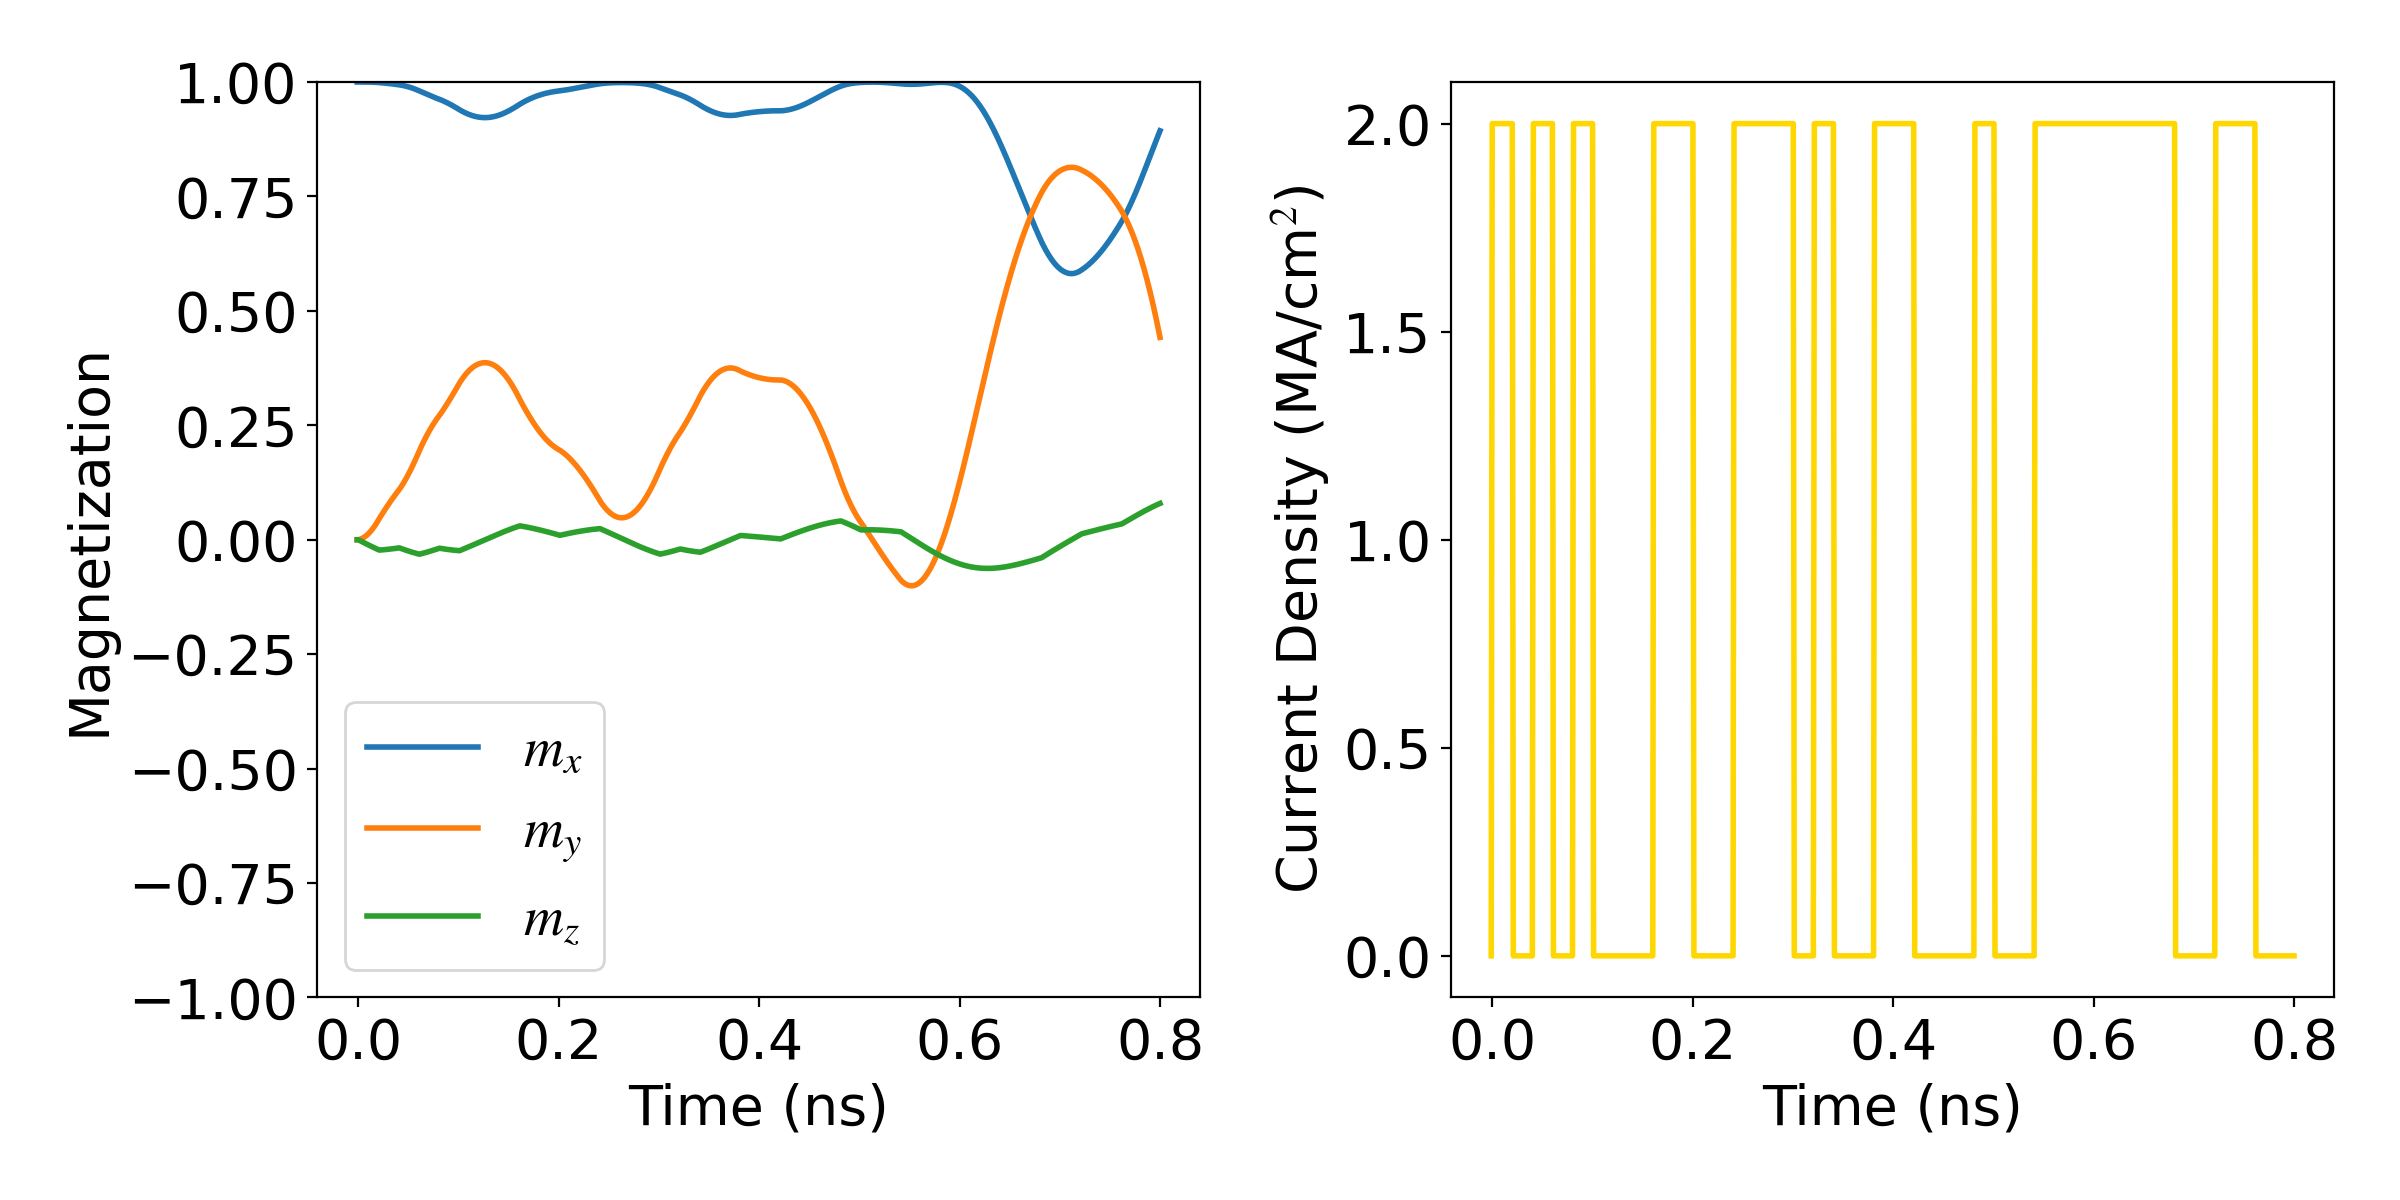 Magnetization
1.00
0.75
0.50
0.25
0.00
−0.25
−0.50
−0.75
−1.00
m_x
m_y
m_z
0.0 0.2 0.4 0.6 0.8
Time (ns)
Current Density (MA/cm²)
2.0
1.5
1.0
0.5
0.0
0.0 0.2 0.4 0.6 0.8
Time (ns)